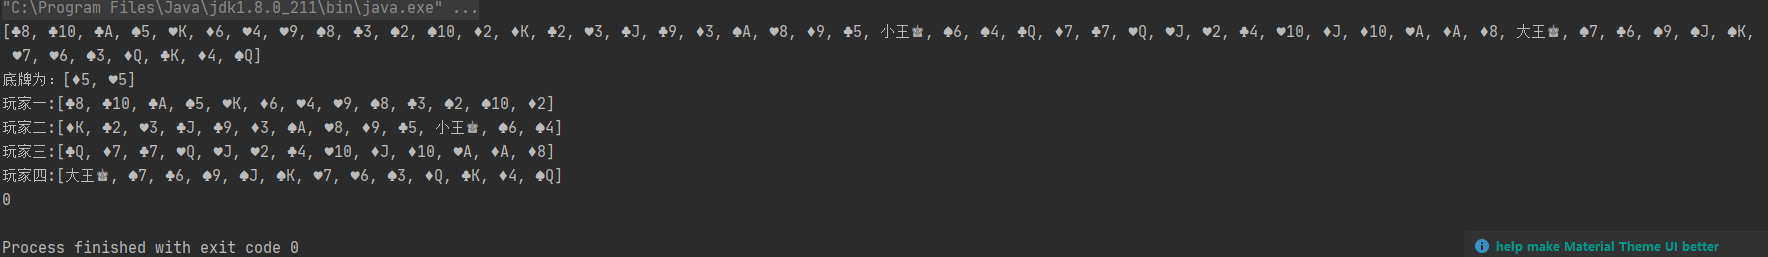 "C:\Program Files\Java\jdk1.8.0_211\bin\java.exe" ...
[♣8, ♣10, ♣A, ♠5, ♥K, ♦6, ♥4, ♥9, ♠8, ♣3, ♠2, ♠10, ♦2, ♦K, ♣2, ♥3, ♣J, ♣9, ♦3, ♠A, ♥8, ♦9, ♣5, 小王♚, ♠6, ♠4, ♣Q, ♦7, ♣7, ♥Q, ♥J, ♥2, ♣4, ♥10, ♦J, ♦10, ♥A, ♦A, ♦8, 大王♚, ♠7, ♣6, ♠9, ♠J, ♠K,
♥7, ♥6, ♠3, ♦Q, ♣K, ♦4, ♠Q]
底牌为：[♦5, ♥5]
玩家一:[♣8, ♣10, ♣A, ♠5, ♥K, ♦6, ♥4, ♥9, ♠8, ♣3, ♠2, ♠10, ♦2]
玩家二:[♦K, ♣2, ♥3, ♣J, ♣9, ♦3, ♠A, ♥8, ♦9, ♣5, 小王♚, ♠6, ♠4]
玩家三:[♣Q, ♦7, ♣7, ♥Q, ♥J, ♥2, ♣4, ♥10, ♦J, ♦10, ♥A, ♦A, ♦8]
玩家四:[大王♚, ♠7, ♣6, ♠9, ♠J, ♠K, ♥7, ♥6, ♠3, ♦Q, ♣K, ♦4, ♠Q]
0
Process finished with exit code 0
help make Material Theme UI better